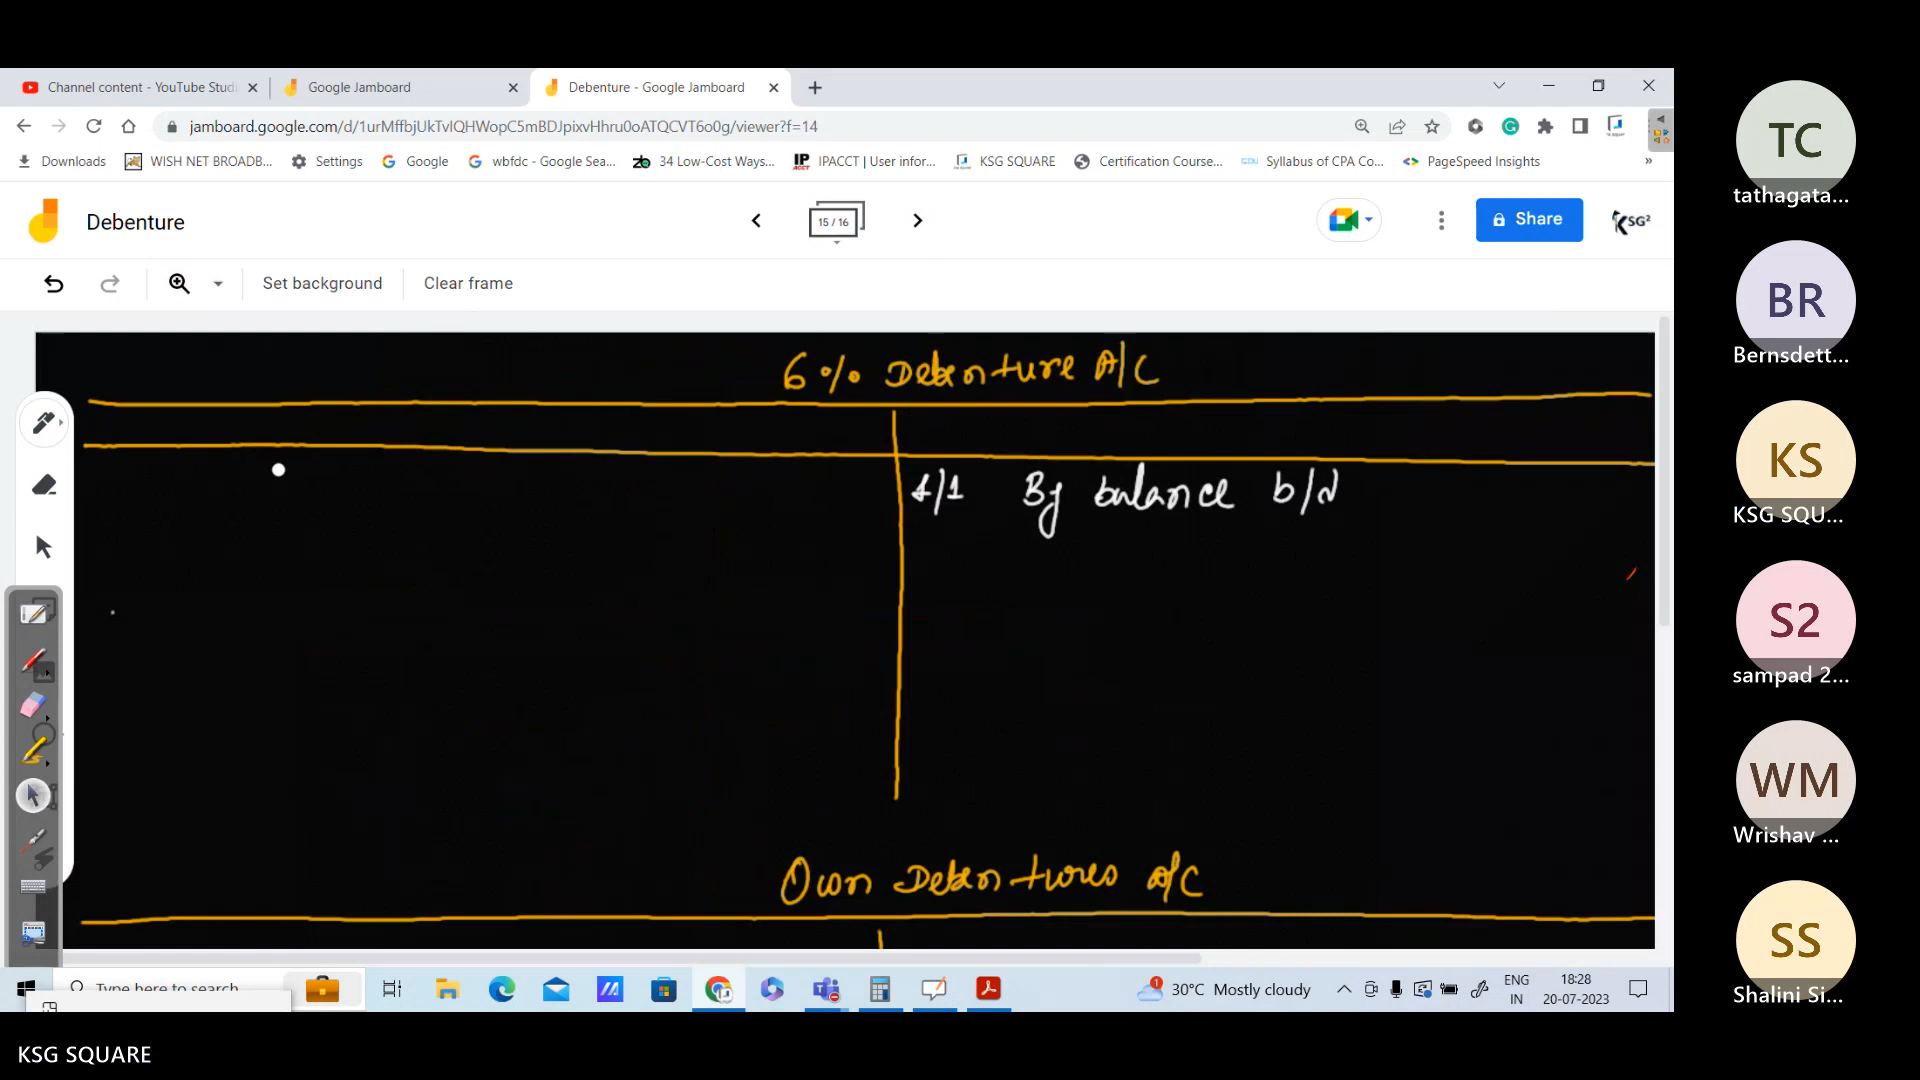 Channel content - YouTube Stud
Google Jamboard
Debenture - Google Jamboard
jamboard.google.com/d/1urMffbjUkTvIQHWopC5mBDJpixvHhru0oATQCVT6o0g/viewer?f=14
Downloads
WISH NET BROADB...
Settings
Google
wbfdc - Google Sea...
34 Low-Cost Ways...
IPACCT | User infor...
KSG SQUARE
Certification Course...
Syllabus of CPA Co...
PageSpeed Insights
»
Debenture
15 / 16
Share
KSG²
Set background
Clear frame
6% Debenture A/C
1/1 By balance b/d
Own Debentures A/C
Type here to search
30°C Mostly cloudy
ENG
IN
18:28
20-07-2023
TC
tathagata...
BR
Bernsdett...
KS
KSG SQU...
S2
sampad 2...
WM
Wrishav ...
SS
Shalini Si...
KSG SQUARE